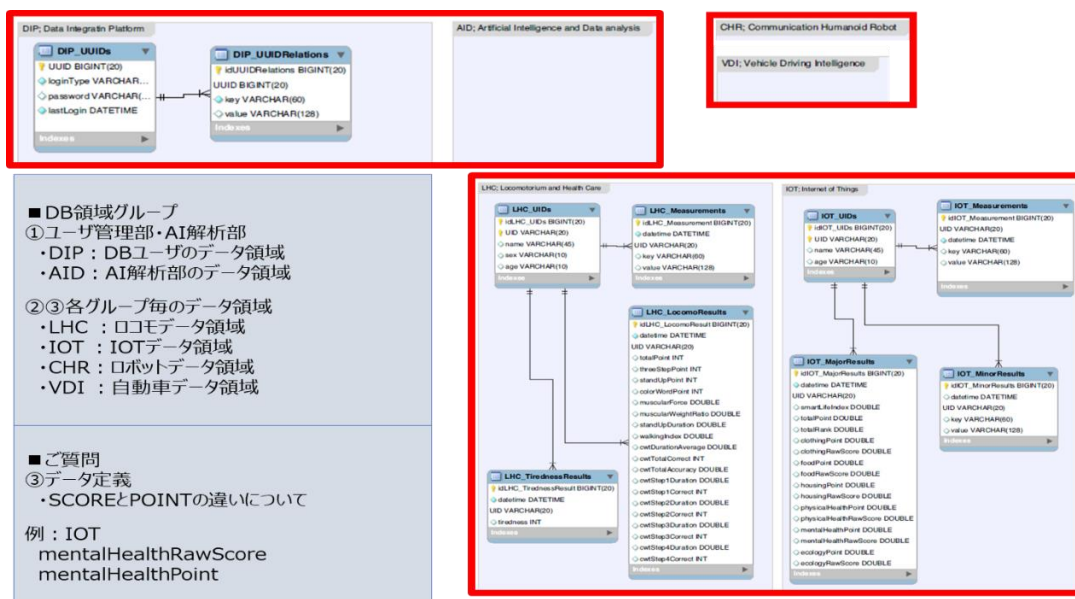 DIP; Data Integratin Platform
DIP_UUIDs
UUID BIGINT(20)
loginType VARCHAR...
password VARCHAR(...
lastLogin DATETIME
Indexes
DIP_UUIDRelations
idUUIDRelations BIGINT(20)
UUID BIGINT(20)
key VARCHAR(60)
value VARCHAR(128)
Indexes
AID; Artificial Intelligence and Data analysis
CHR; Communication Humanoid Robot
VDI; Vehicle Driving Intelligence
■DB領域グループ
①ユーザ管理部・AI解析部
・DIP：DBユーザのデータ領域
・AID：AI解析部のデータ領域
②③各グループ毎のデータ領域
・LHC ：ロコモデータ領域
・IOT ：IOTデータ領域
・CHR：ロボットデータ領域
・VDI ：自動車データ領域
■ご質問
③データ定義
・SCOREとPOINTの違いについて
例：IOT
mentalHealthRawScore
mentalHealthPoint
LHC; Locomotorium and Health Care
LHC_UIDs
idLHC_UIDs BIGINT(20)
UID VARCHAR(20)
name VARCHAR(45)
sex VARCHAR(10)
age VARCHAR(10)
Indexes
LHC_Measurements
idLHC_Measurement BIGINT(20)
datetime DATETIME
UID VARCHAR(20)
key VARCHAR(60)
value VARCHAR(128)
Indexes
LHC_LocomoResults
idLHC_LocomoResult BIGINT(20)
datetime DATETIME
UID VARCHAR(20)
totalPoint INT
threeStepPoint INT
standUpPoint INT
colorWordPoint INT
muscularForce DOUBLE
muscularWeightRatio DOUBLE
standUpDuration DOUBLE
walkingIndex DOUBLE
cwtDurationAverage DOUBLE
cwtTotalCorrect INT
cwtTotalAccuracy DOUBLE
cwtStep1Duration DOUBLE
cwtStep1Correct INT
cwtStep2Duration DOUBLE
cwtStep2Correct INT
cwtStep3Duration DOUBLE
cwtStep3Correct INT
cwtStep4Duration DOUBLE
cwtStep4Correct INT
Indexes
LHC_TirednessResults
idLHC_TirednessResult BIGINT(20)
datetime DATETIME
UID VARCHAR(20)
tiredness INT
Indexes
IOT; Internet of Things
IOT_UIDs
idIOT_UIDs BIGINT(20)
UID VARCHAR(20)
name VARCHAR(45)
age VARCHAR(10)
Indexes
IOT_Measurements
idIOT_Measurement BIGINT(20)
UID VARCHAR(20)
datetime DATETIME
key VARCHAR(60)
value VARCHAR(128)
Indexes
IOT_MajorResults
idIOT_MajorResults BIGINT(20)
datetime DATETIME
UID VARCHAR(20)
smartLifeIndex DOUBLE
totalPoint DOUBLE
totalRank DOUBLE
clothingPoint DOUBLE
clothingRawScore DOUBLE
foodPoint DOUBLE
foodRawScore DOUBLE
housingPoint DOUBLE
housingRawScore DOUBLE
physicalHealthPoint DOUBLE
physicalHealthRawScore DOUBLE
mentalHealthPoint DOUBLE
mentalHealthRawScore DOUBLE
ecologyPoint DOUBLE
ecologyRawScore DOUBLE
Indexes
IOT_MinorResults
idIOT_MinorResults BIGINT(20)
datetime DATETIME
UID VARCHAR(20)
key VARCHAR(60)
value VARCHAR(128)
Indexes